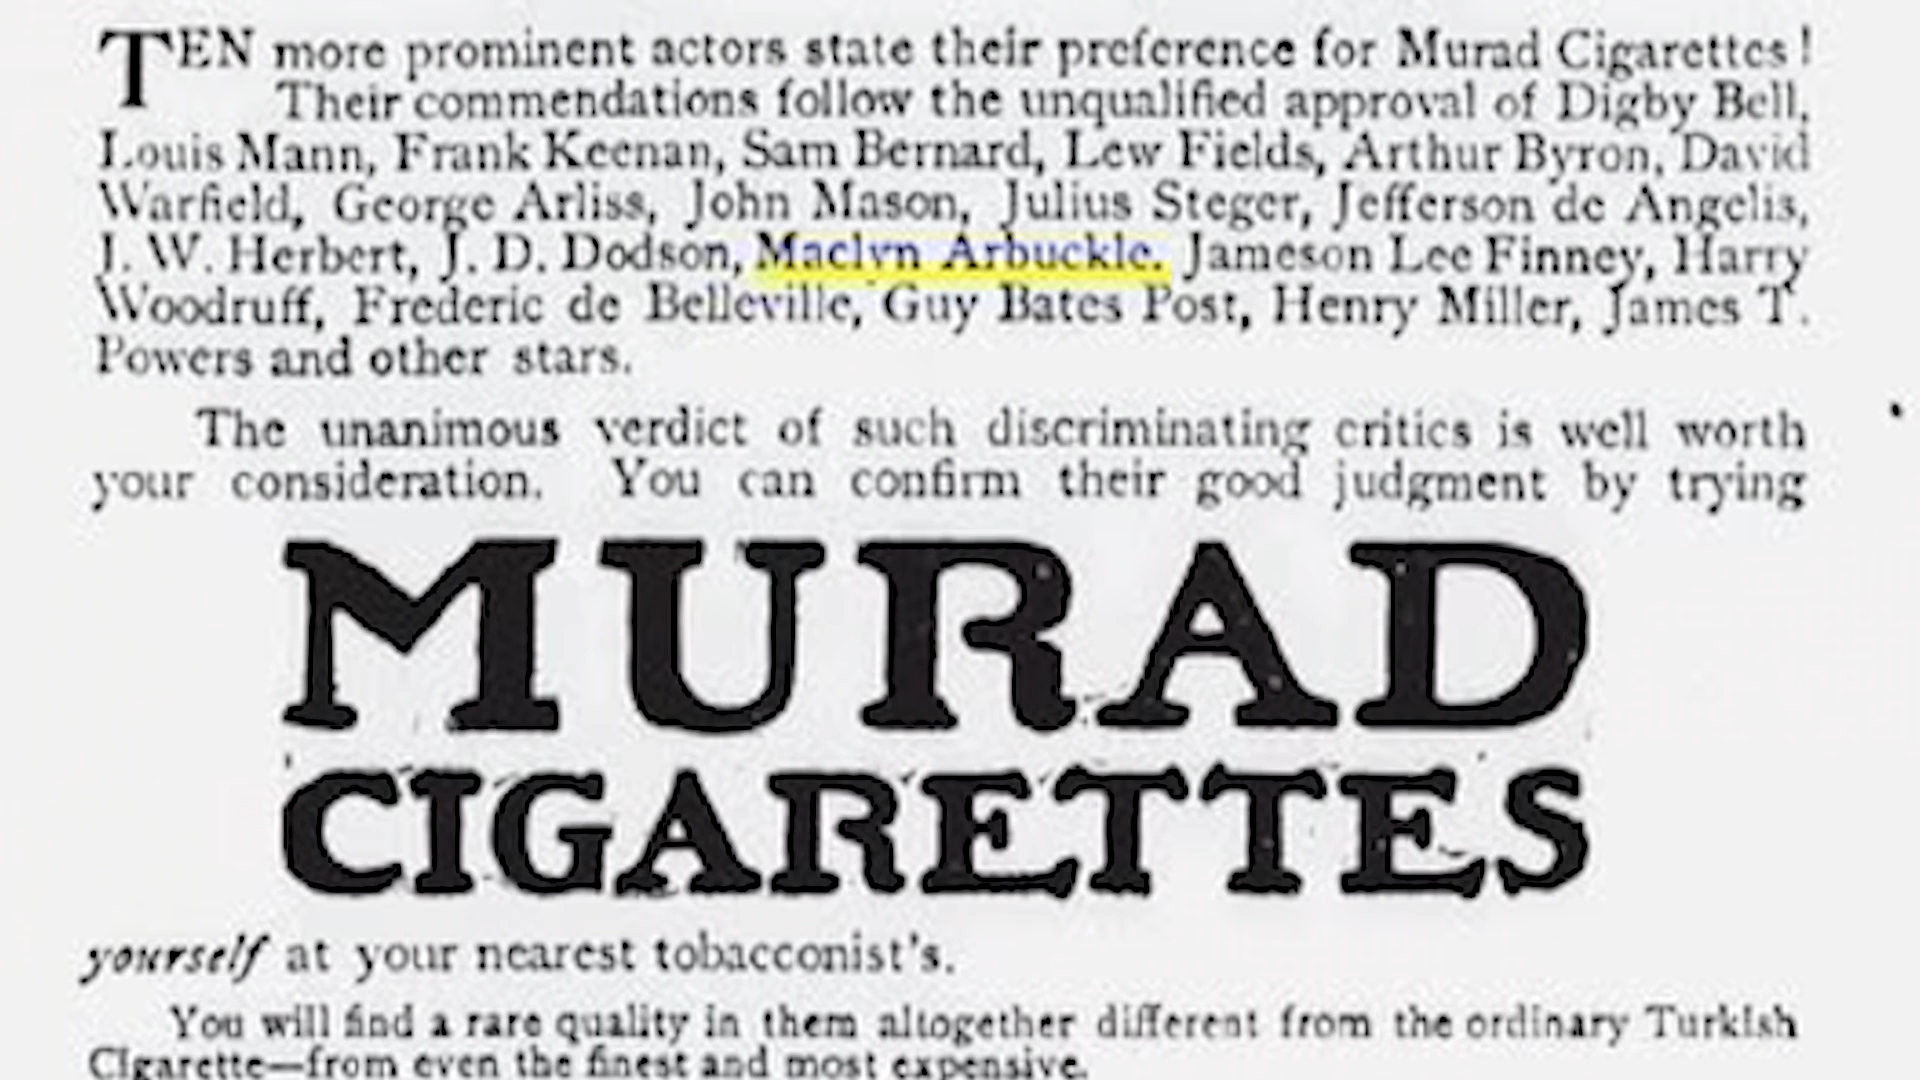 TEN more prominent actors state their preference for Murad Cigarettes!
Their commendations follow the unqualified approval of Digby Bell,
Louis Mann, Frank Keenan, Sam Bernard, Lew Fields, Arthur Byron, David
Warfield, George Arliss, John Mason, Julius Steger, Jefferson de Angelis,
J. W. Herbert, J. D. Dodson, Maclyn Arbuckle, Jameson Lee Finney, Harry
Woodruff, Frederic de Belleville, Guy Bates Post, Henry Miller, James T.
Powers and other stars.
The unanimous verdict of such discriminating critics is well worth
your consideration. You can confirm their good judgment by trying
MURAD
CIGARETTES
yourself at your nearest tobacconist's.
You will find a rare quality in them altogether different from the ordinary Turkish
Cigarette—from even the finest and most expensive.